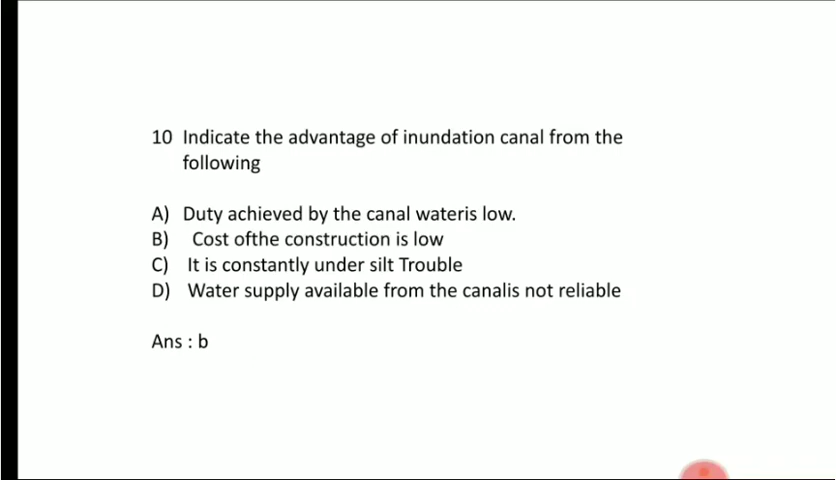 10 Indicate the advantage of inundation canal from the
following
A) Duty achieved by the canal wateris low.
B) Cost ofthe construction is low
C) It is constantly under silt Trouble
D) Water supply available from the canalis not reliable
Ans : b